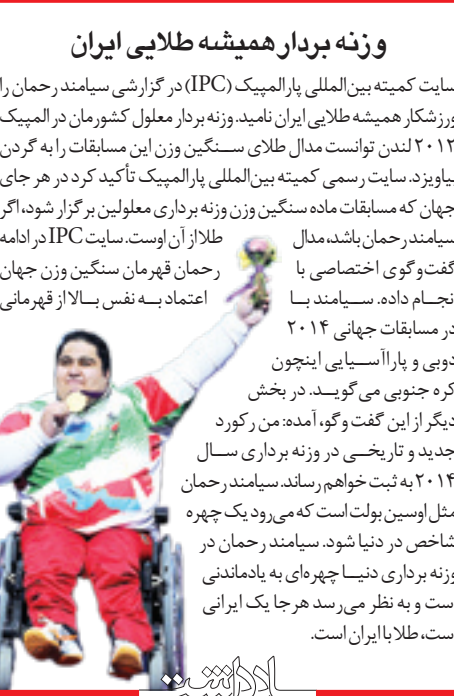 وزنه بردار همیشه طلایی ایران
سایت کمیته بین‌المللی پارالمپیک (IPC) در گزارشی سیامند رحمان را
ورزشکار همیشه طلایی ایران نامید. وزنه بردار معلول کشورمان در المپیک
۲۰۱۲ لندن توانست مدال طلای سنگین وزن این مسابقات را به گردن
بیاویزد. سایت رسمی کمیته بین‌المللی پارالمپیک تأکید کرد در هر جای
جهان که مسابقات ماده سنگین وزن وزنه برداری معلولین برگزار شود، اگر
سیامند رحمان باشد، مدال طلا از آن اوست. سایت IPC در ادامه
گفت‌وگوی اختصاصی با رحمان قهرمان سنگین وزن جهان
انجام داده. سیامند با اعتماد به نفس بالا از قهرمانی
در مسابقات جهانی ۲۰۱۴
دوبی و پاراآسیایی اینچون
کره جنوبی می‌گوید. در بخش
دیگر از این گفت وگو، آمده: من رکورد
جدید و تاریخی در وزنه برداری سال
۲۰۱۴ به ثبت خواهم رساند. سیامند رحمان
مثل اوسین بولت است که می‌رود یک چهره
شاخص در دنیا شود. سیامند رحمان در
وزنه برداری دنیا چهره‌ای به یادماندنی
است و به نظر می‌رسد هر جا یک ایرانی
است، طلا با ایران است.
یادداشت